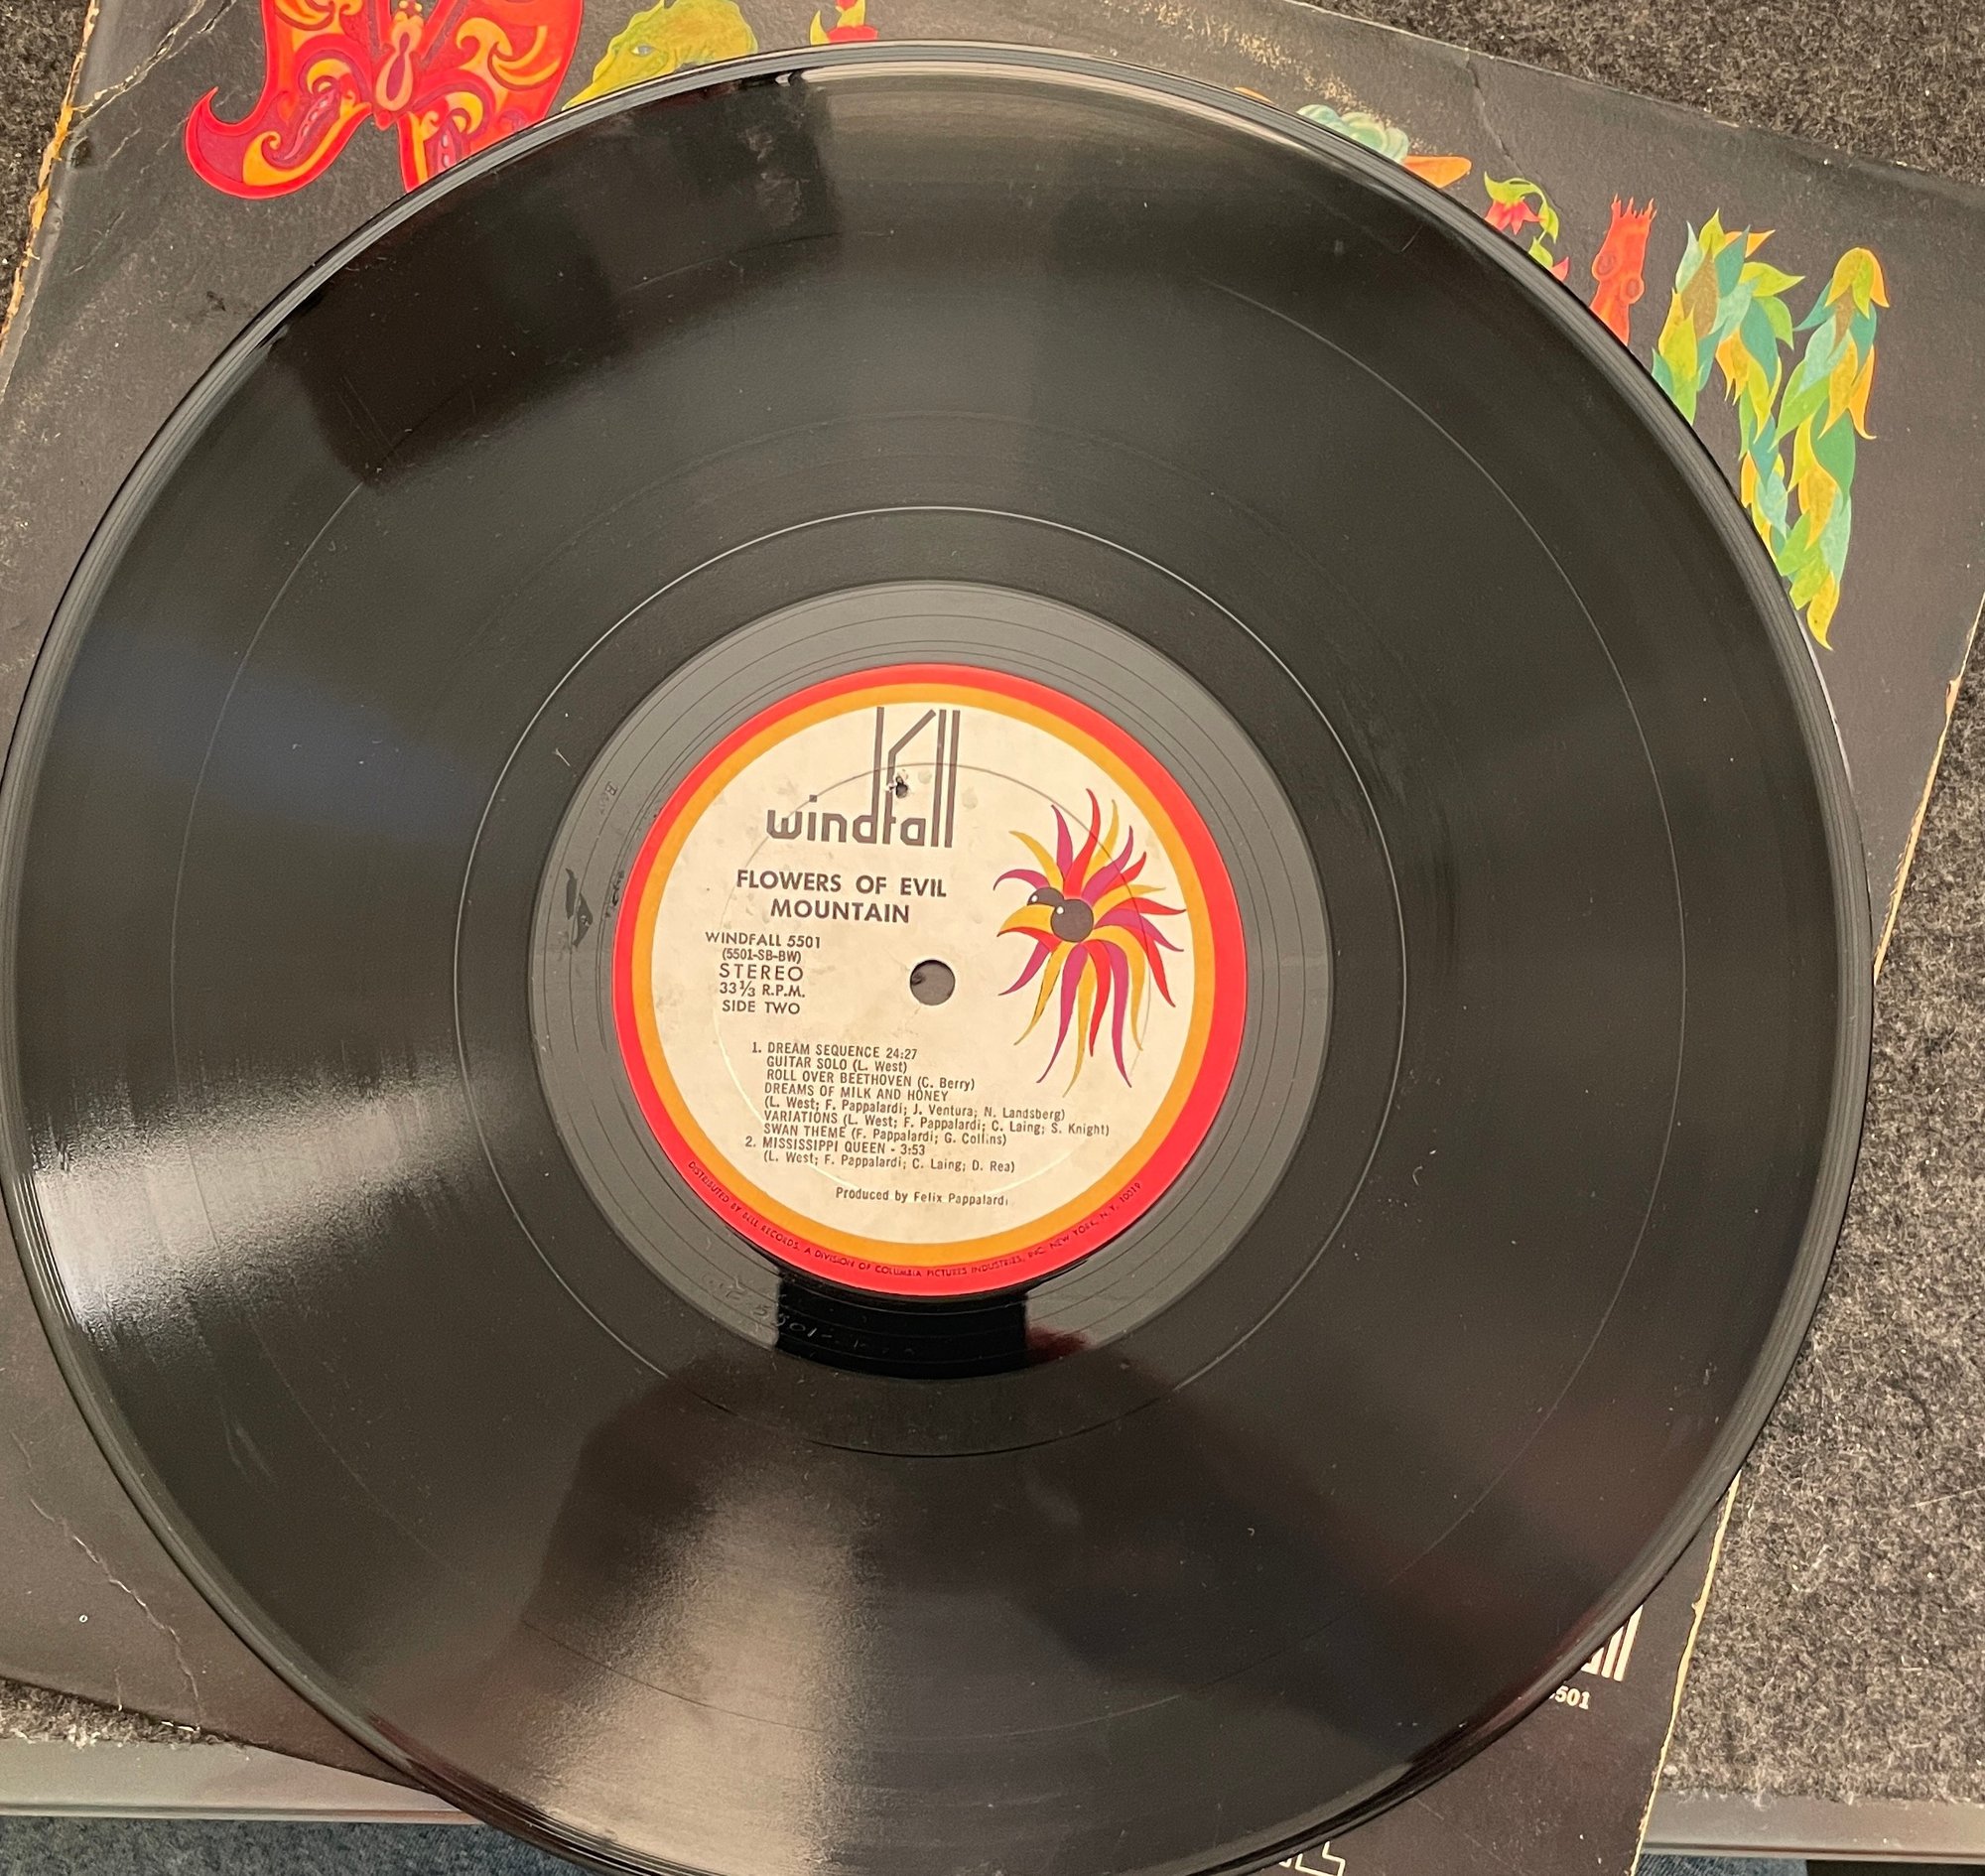 windfall
FLOWERS OF EVIL
MOUNTAIN
WINDFALL 5501
(5501-SB-BW)
STEREO
33⅓ R.P.M.
SIDE TWO
1. DREAM SEQUENCE 24:27
GUITAR SOLO (L. West)
ROLL OVER BEETHOVEN (C. Berry)
DREAMS OF MILK AND HONEY
(L. West; F. Pappalardi; J. Ventura; N. Landsberg)
VARIATIONS (L. West; F. Pappalardi; C. Laing; S. Knight)
SWAN THEME (F. Pappalardi; G. Collins)
2. MISSISSIPPI QUEEN - 3:53
(L. West; F. Pappalardi; C. Laing; D. Rea)
Produced by Felix Pappalardi
DISTRIBUTED BY BELL RECORDS, A DIVISION OF COLUMBIA PICTURES INDUSTRIES, INC. NEW YORK, N.Y. 10019
5501
501